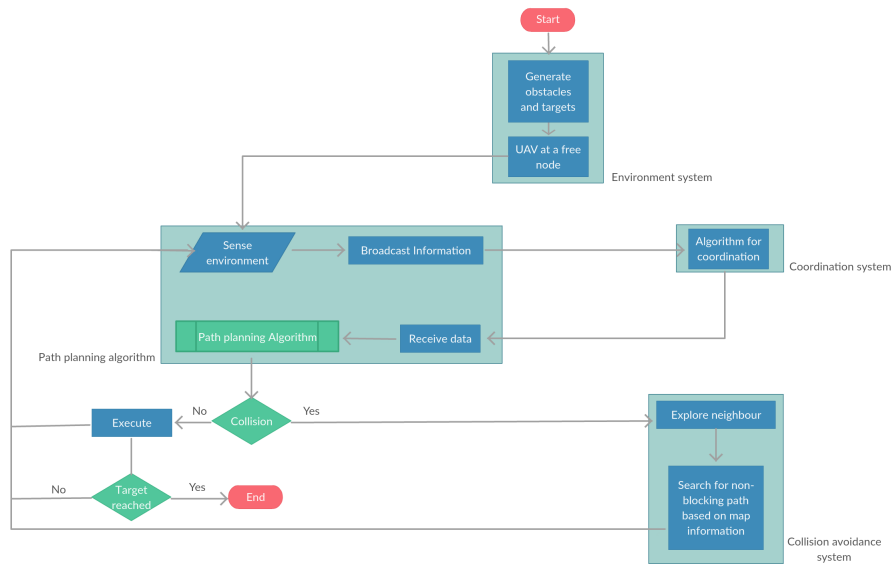 Start
Generate
obstacles
and targets
UAV at a free
node
Environment system
Sense
environment
Broadcast Information
Algorithm for
coordination
Coordination system
Path planning Algorithm
Receive data
Path planning algorithm
No
Collision
Yes
Execute
Explore neighbour
No
Target
reached
Yes
End
Search for non-
blocking path
based on map
information
Collision avoidance
system